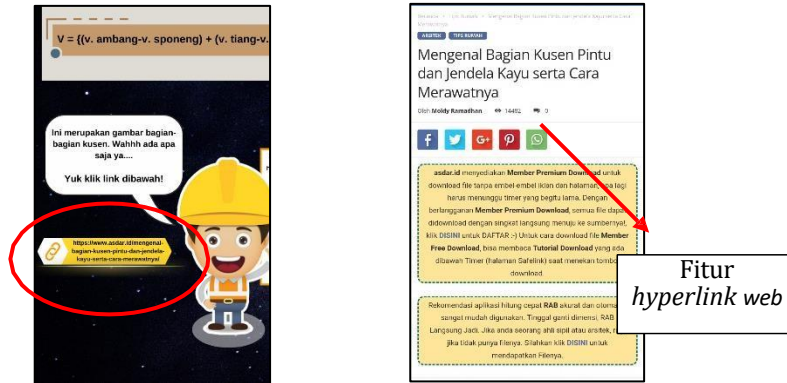 V = {(v. ambang-v. sponeng) + (v. tiang-v.
Ini merupakan gambar bagian-
bagian kusen. Wahhh ada apa
saja ya....
Yuk klik link dibawah!
https://www.asdar.id/mengenal-
bagian-kusen-pintu-dan-jendela-
kayu-serta-cara-merawatnya/
ARSITEK TIPS RUMAH
Mengenal Bagian Kusen Pintu
dan Jendela Kayu serta Cara
Merawatnya
Oleh Moldy Ramadhan 14492 0
asdar.id menyediakan Member Premium Download untuk
download file tanpa embel-embel iklan dan halaman, apa lagi
harus menunggu timer yang begitu lama. Dengan
berlangganan Member Premium Download, semua file dapat
didownload dengan singkat langsung menuju ke sumbernya!,
klik DISINI untuk DAFTAR :-) Untuk cara download file Member
Free Download, bisa membaca Tutorial Download yang ada
dibawah Timer (halaman Safelink) saat menekan tombol
download.
Rekomendasi aplikasi hitung cepat RAB akurat dan otoma
sangat mudah digunakan. Tinggal ganti dimensi, RAB
Langsung Jadi. Jika anda seorang ahli sipil atau arsitek,
jika tidak punya filenya. Silahkan klik DISINI untuk
mendapatkan Filenya.
Fitur
hyperlink web